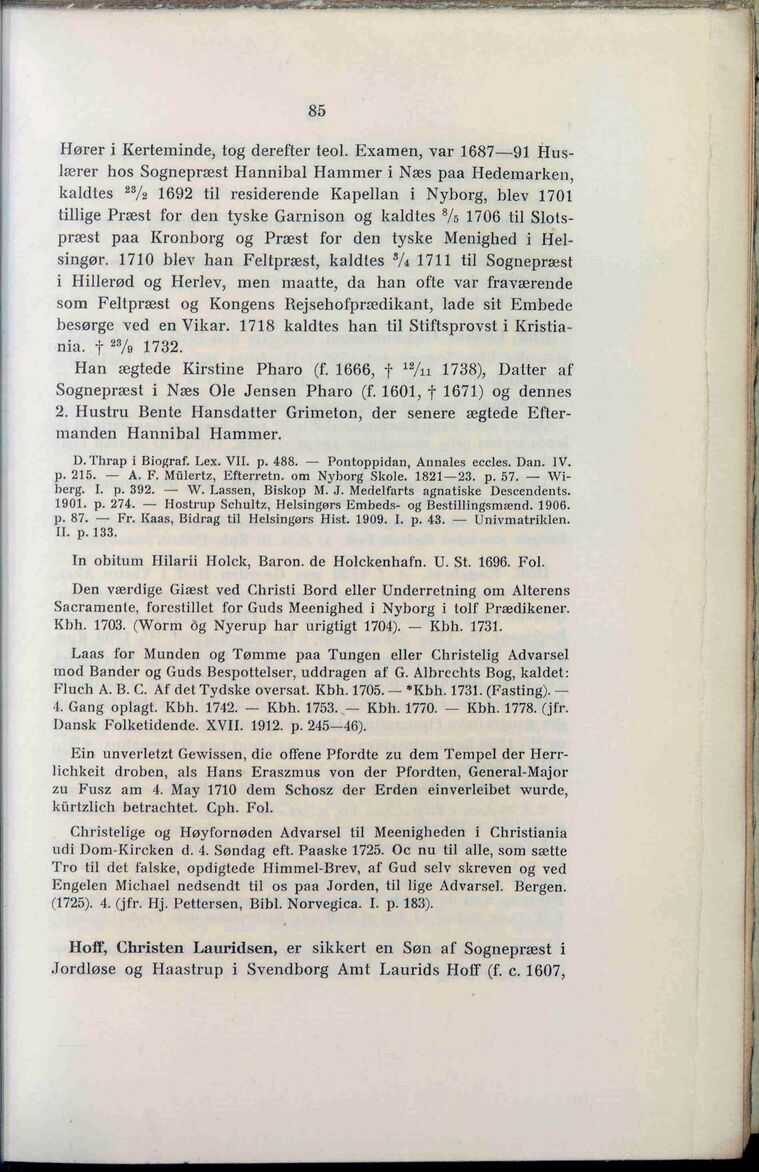 85
Hører i Kerteminde, tog derefter teol. Examen, var 1687—91 Hus-
lærer hos Sognepræst Hannibal Hammer i Næs paa Hedemarken,
kaldtes ²³/₂ 1692 til residerende Kapellan i Nyborg, blev 1701
tillige Præst for den tyske Garnison og kaldtes ⁸/₅ 1706 til Slots-
præst paa Kronborg og Præst for den tyske Menighed i Hel-
singør. 1710 blev han Feltpræst, kaldtes ³/₄ 1711 til Sognepræst
i Hillerød og Herlev, men maatte, da han ofte var fraværende
som Feltpræst og Kongens Rejsehofprædikant, lade sit Embede
besørge ved en Vikar. 1718 kaldtes han til Stiftsprovst i Kristia-
nia. † ²³/₉ 1732.
Han ægtede Kirstine Pharo (f. 1666, † ¹²/₁₁ 1738), Datter af
Sognepræst i Næs Ole Jensen Pharo (f. 1601, † 1671) og dennes
2. Hustru Bente Hansdatter Grimeton, der senere ægtede Efter-
manden Hannibal Hammer.
D. Thrap i Biograf. Lex. VII. p. 488. — Pontoppidan, Annales eccles. Dan. IV.
p. 215. — A. F. Mülertz, Efterretn. om Nyborg Skole. 1821—23. p. 57. — Wi-
berg. I. p. 392. — W. Lassen, Biskop M. J. Medelfarts agnatiske Descendents.
1901. p. 274. — Hostrup Schultz, Helsingørs Embeds- og Bestillingsmænd. 1906.
p. 87. — Fr. Kaas, Bidrag til Helsingørs Hist. 1909. I. p. 43. — Univmatriklen.
II. p. 133.
In obitum Hilarii Holck, Baron. de Holckenhafn. U. St. 1696. Fol.
Den værdige Giæst ved Christi Bord eller Underretning om Alterens
Sacramente, forestillet for Guds Meenighed i Nyborg i tolf Prædikener.
Kbh. 1703. (Worm og Nyerup har urigtigt 1704). — Kbh. 1731.
Laas for Munden og Tømme paa Tungen eller Christelig Advarsel
mod Bander og Guds Bespottelser, uddragen af G. Albrechts Bog, kaldet:
Fluch A. B. C. Af det Tydske oversat. Kbh. 1705. — *Kbh. 1731. (Fasting). —
4. Gang oplagt. Kbh. 1742. — Kbh. 1753. — Kbh. 1770. — Kbh. 1778. (jfr.
Dansk Folketidende. XVII. 1912. p. 245—46).
Ein unverletzt Gewissen, die offene Pfordte zu dem Tempel der Herr-
lichkeit droben, als Hans Eraszmus von der Pfordten, General-Major
zu Fusz am 4. May 1710 dem Schosz der Erden einverleibet wurde,
kürtzlich betrachtet. Cph. Fol.
Christelige og Høyfornøden Advarsel til Meenigheden i Christiania
udi Dom-Kircken d. 4. Søndag eft. Paaske 1725. Oc nu til alle, som sætte
Tro til det falske, opdigtede Himmel-Brev, af Gud selv skreven og ved
Engelen Michael nedsendt til os paa Jorden, til lige Advarsel. Bergen.
(1725). 4. (jfr. Hj. Pettersen, Bibl. Norvegica. I. p. 183).
Hoff, Christen Lauridsen, er sikkert en Søn af Sognepræst i
Jordløse og Haastrup i Svendborg Amt Laurids Hoff (f. c. 1607,